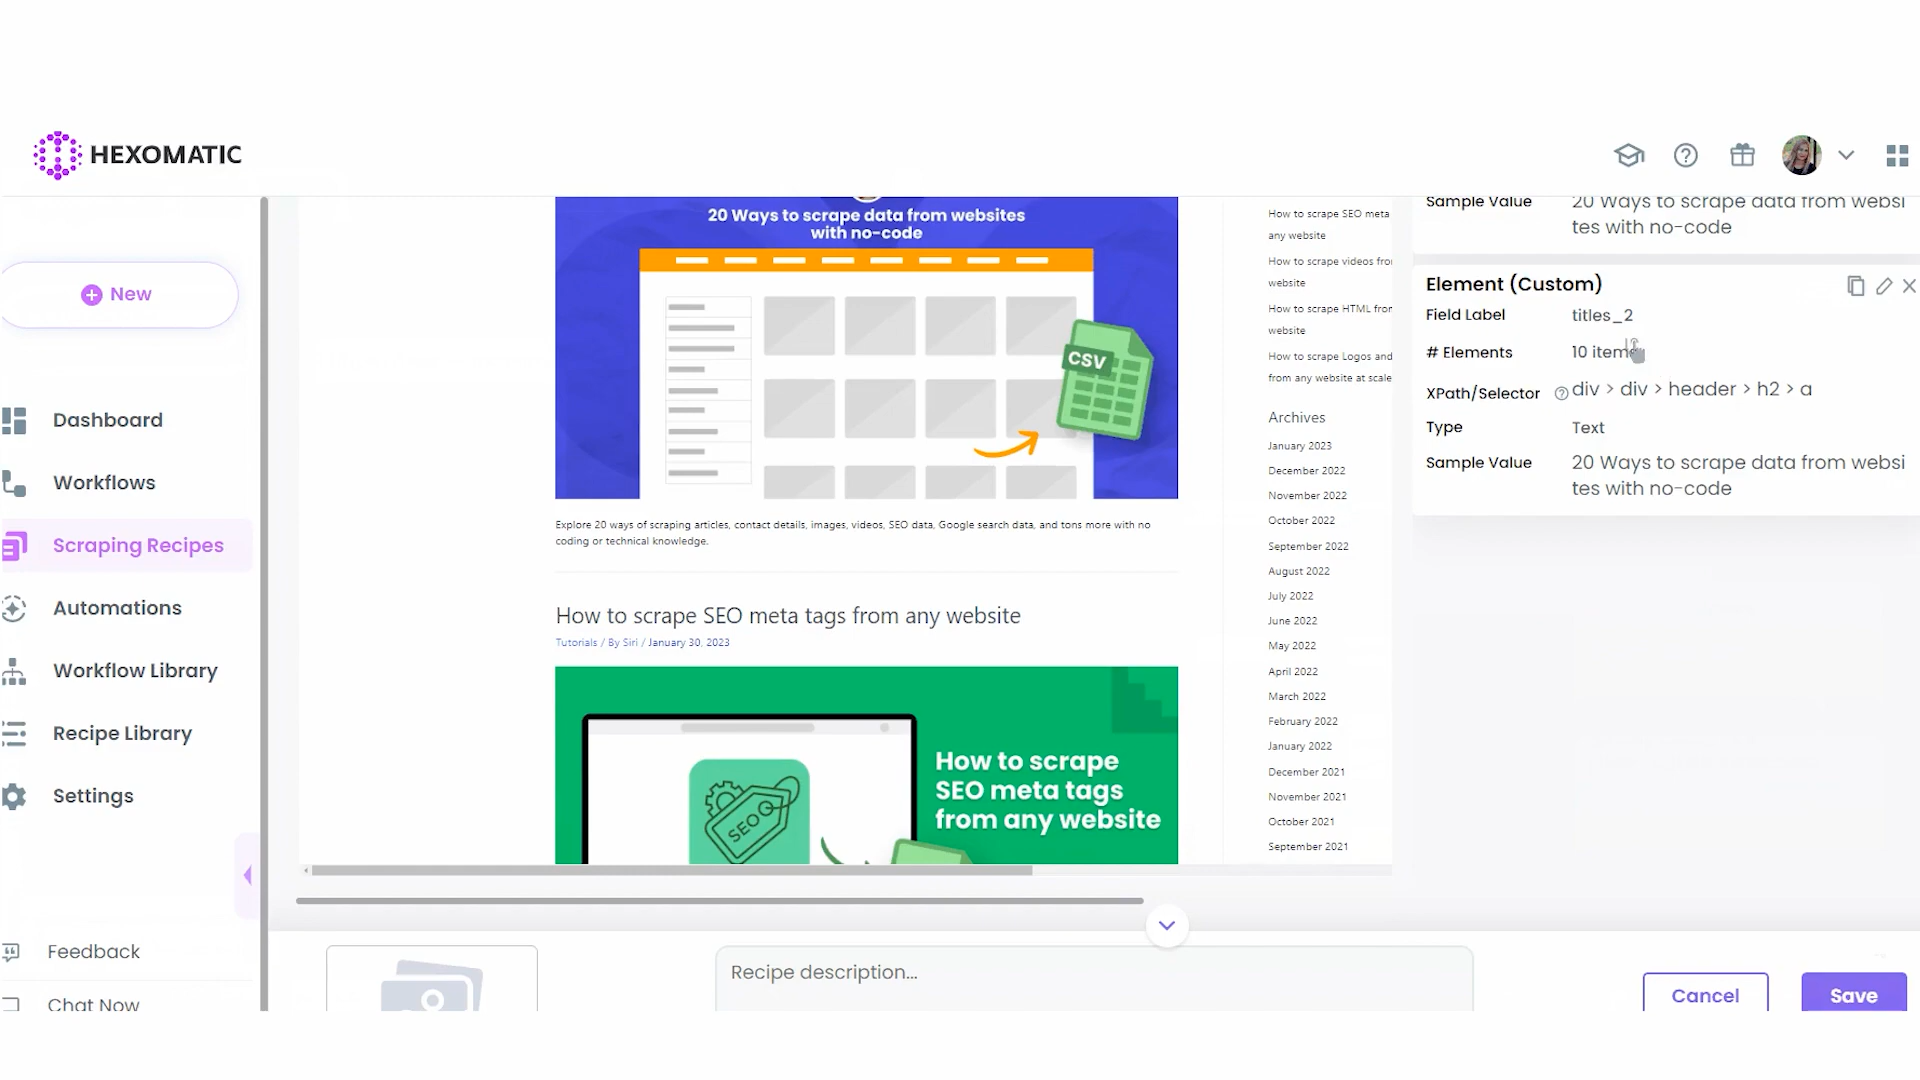 HEXOMATIC
New
Dashboard
Workflows
Scraping Recipes
Automations
Workflow Library
Recipe Library
Settings
Feedback
Chat Now
20 Ways to scrape data from websites
with no-code
CSV
Explore 20 ways of scraping articles, contact details, images, videos, SEO data, Google search data, and tons more with no
coding or technical knowledge.
How to scrape SEO meta tags from any website
Tutorials / By Siri / January 30, 2023
SEO
How to scrape
SEO meta tags
from any website
How to scrape SEO meta
any website
How to scrape videos from
website
How to scrape HTML from
website
How to scrape Logos and
from any website at scale
Archives
January 2023
December 2022
November 2022
October 2022
September 2022
August 2022
July 2022
June 2022
May 2022
April 2022
March 2022
February 2022
January 2022
December 2021
November 2021
October 2021
September 2021
Sample Value
20 Ways to scrape data from websi
tes with no-code
Element (Custom)
Field Label titles_2
# Elements 10 items
XPath/Selector ? div > div > header > h2 > a
Type Text
Sample Value 20 Ways to scrape data from websi
tes with no-code
Recipe description...
Cancel
Save